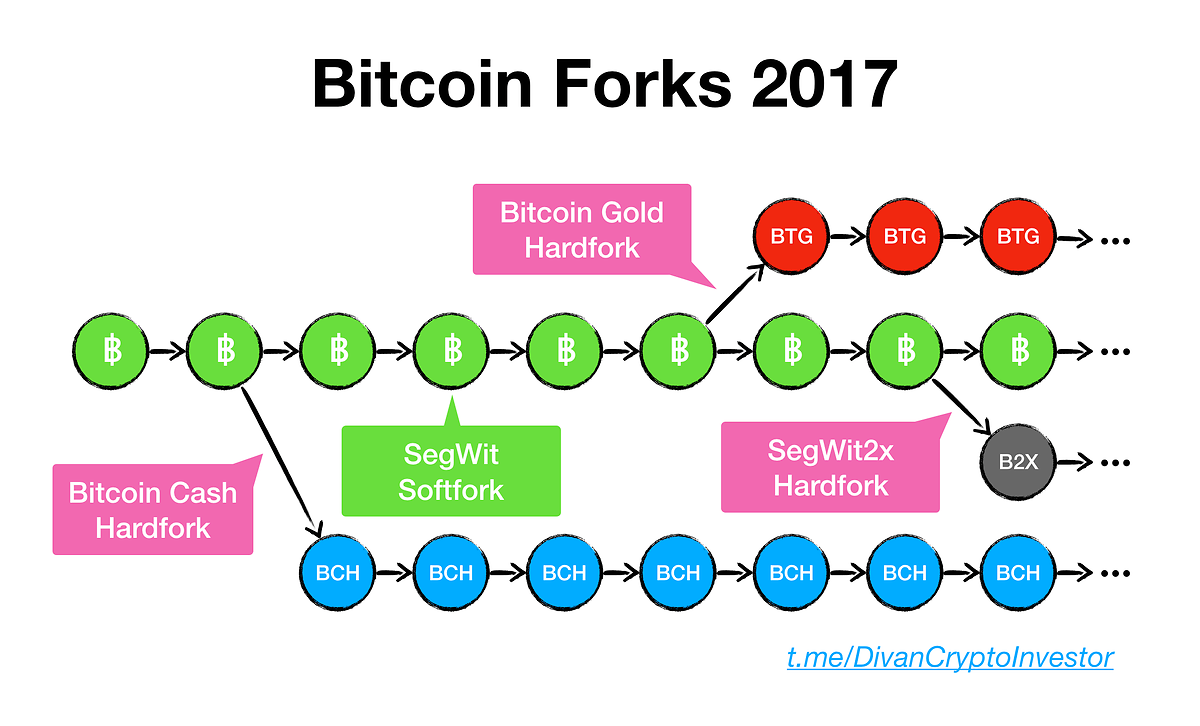 Bitcoin Forks 2017
Bitcoin Gold
Hardfork
BTG BTG BTG ...
฿ ฿ ฿ ฿ ฿ ฿ ฿ ฿ ฿ ...
SegWit
Softfork
SegWit2x
Hardfork
B2X ...
Bitcoin Cash
Hardfork
BCH BCH BCH BCH BCH BCH BCH ...
t.me/DivanCryptoInvestor